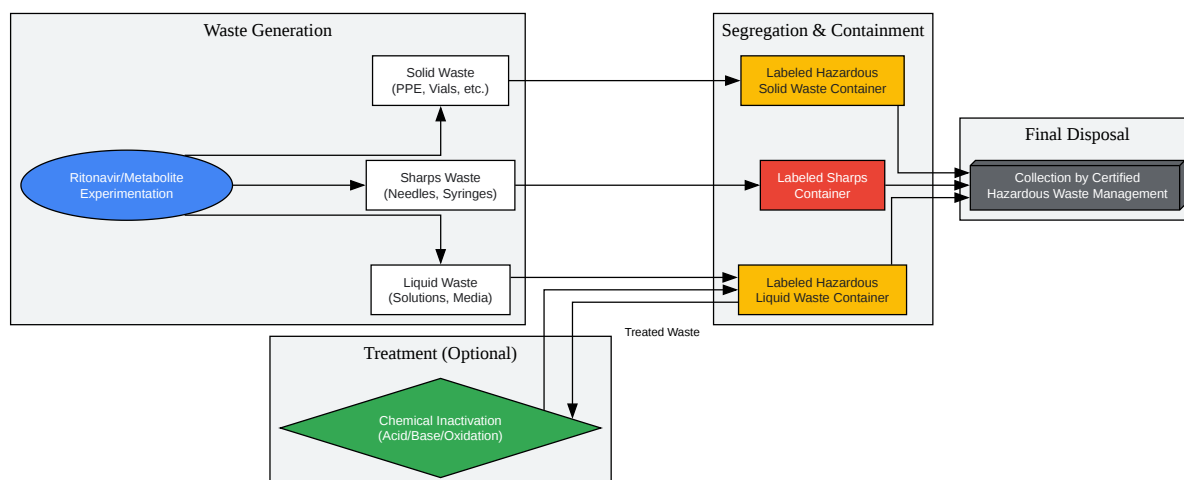 Waste Generation
Solid Waste
(PPE, Vials, etc.)
Ritonavir/Metabolite
Experimentation
Sharps Waste
(Needles, Syringes)
Liquid Waste
(Solutions, Media)
Segregation & Containment
Labeled Hazardous
Solid Waste Container
Labeled Sharps
Container
Labeled Hazardous
Liquid Waste Container
Final Disposal
Collection by Certified
Hazardous Waste Management
Treated Waste
Treatment (Optional)
Chemical Inactivation
(Acid/Base/Oxidation)